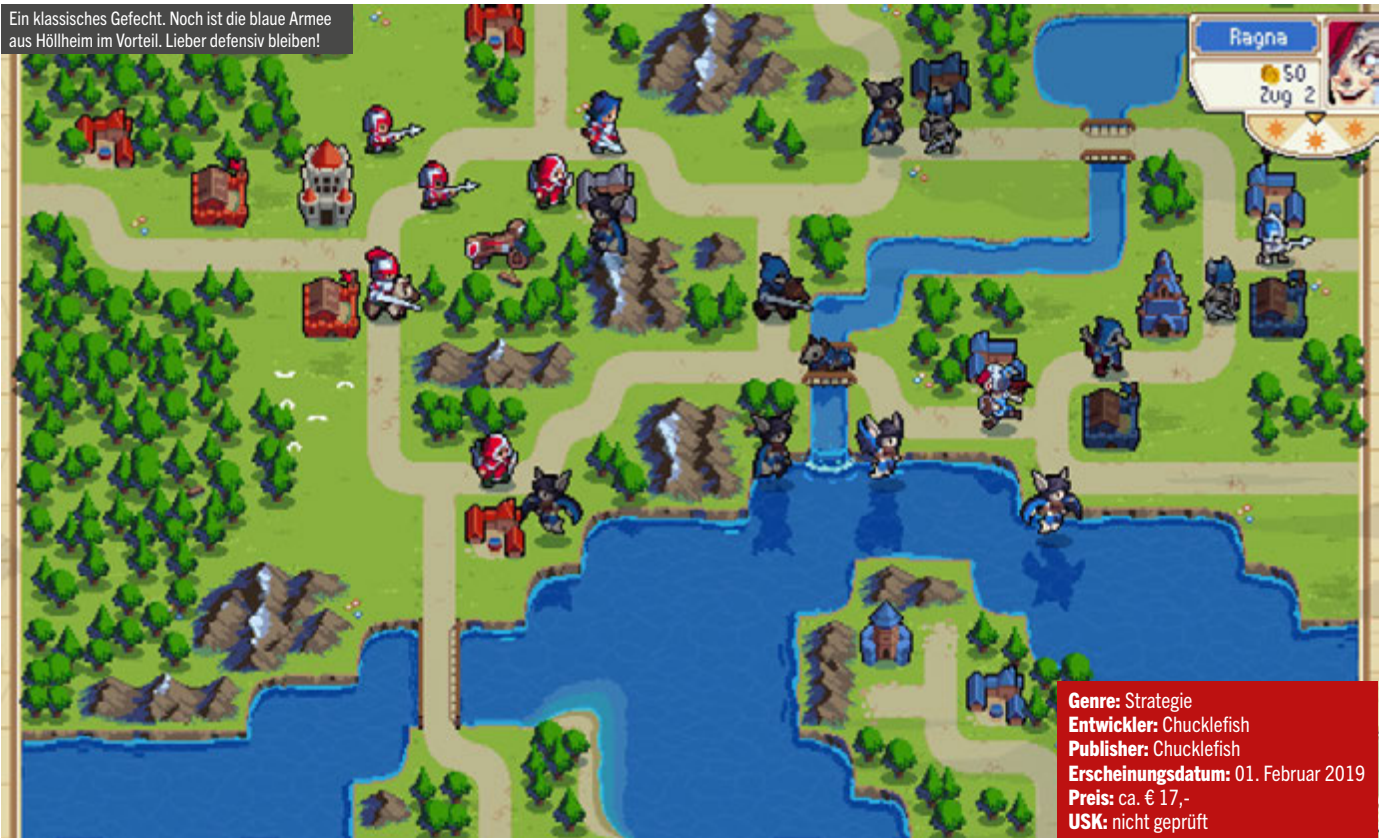 Ein klassisches Gefecht. Noch ist die blaue Armee
aus Höllheim im Vorteil. Lieber defensiv bleiben!
Ragna
50
Zug 2
Genre: Strategie
Entwickler: Chucklefish
Publisher: Chucklefish
Erscheinungsdatum: 01. Februar 2019
Preis: ca. € 17,-
USK: nicht geprüft